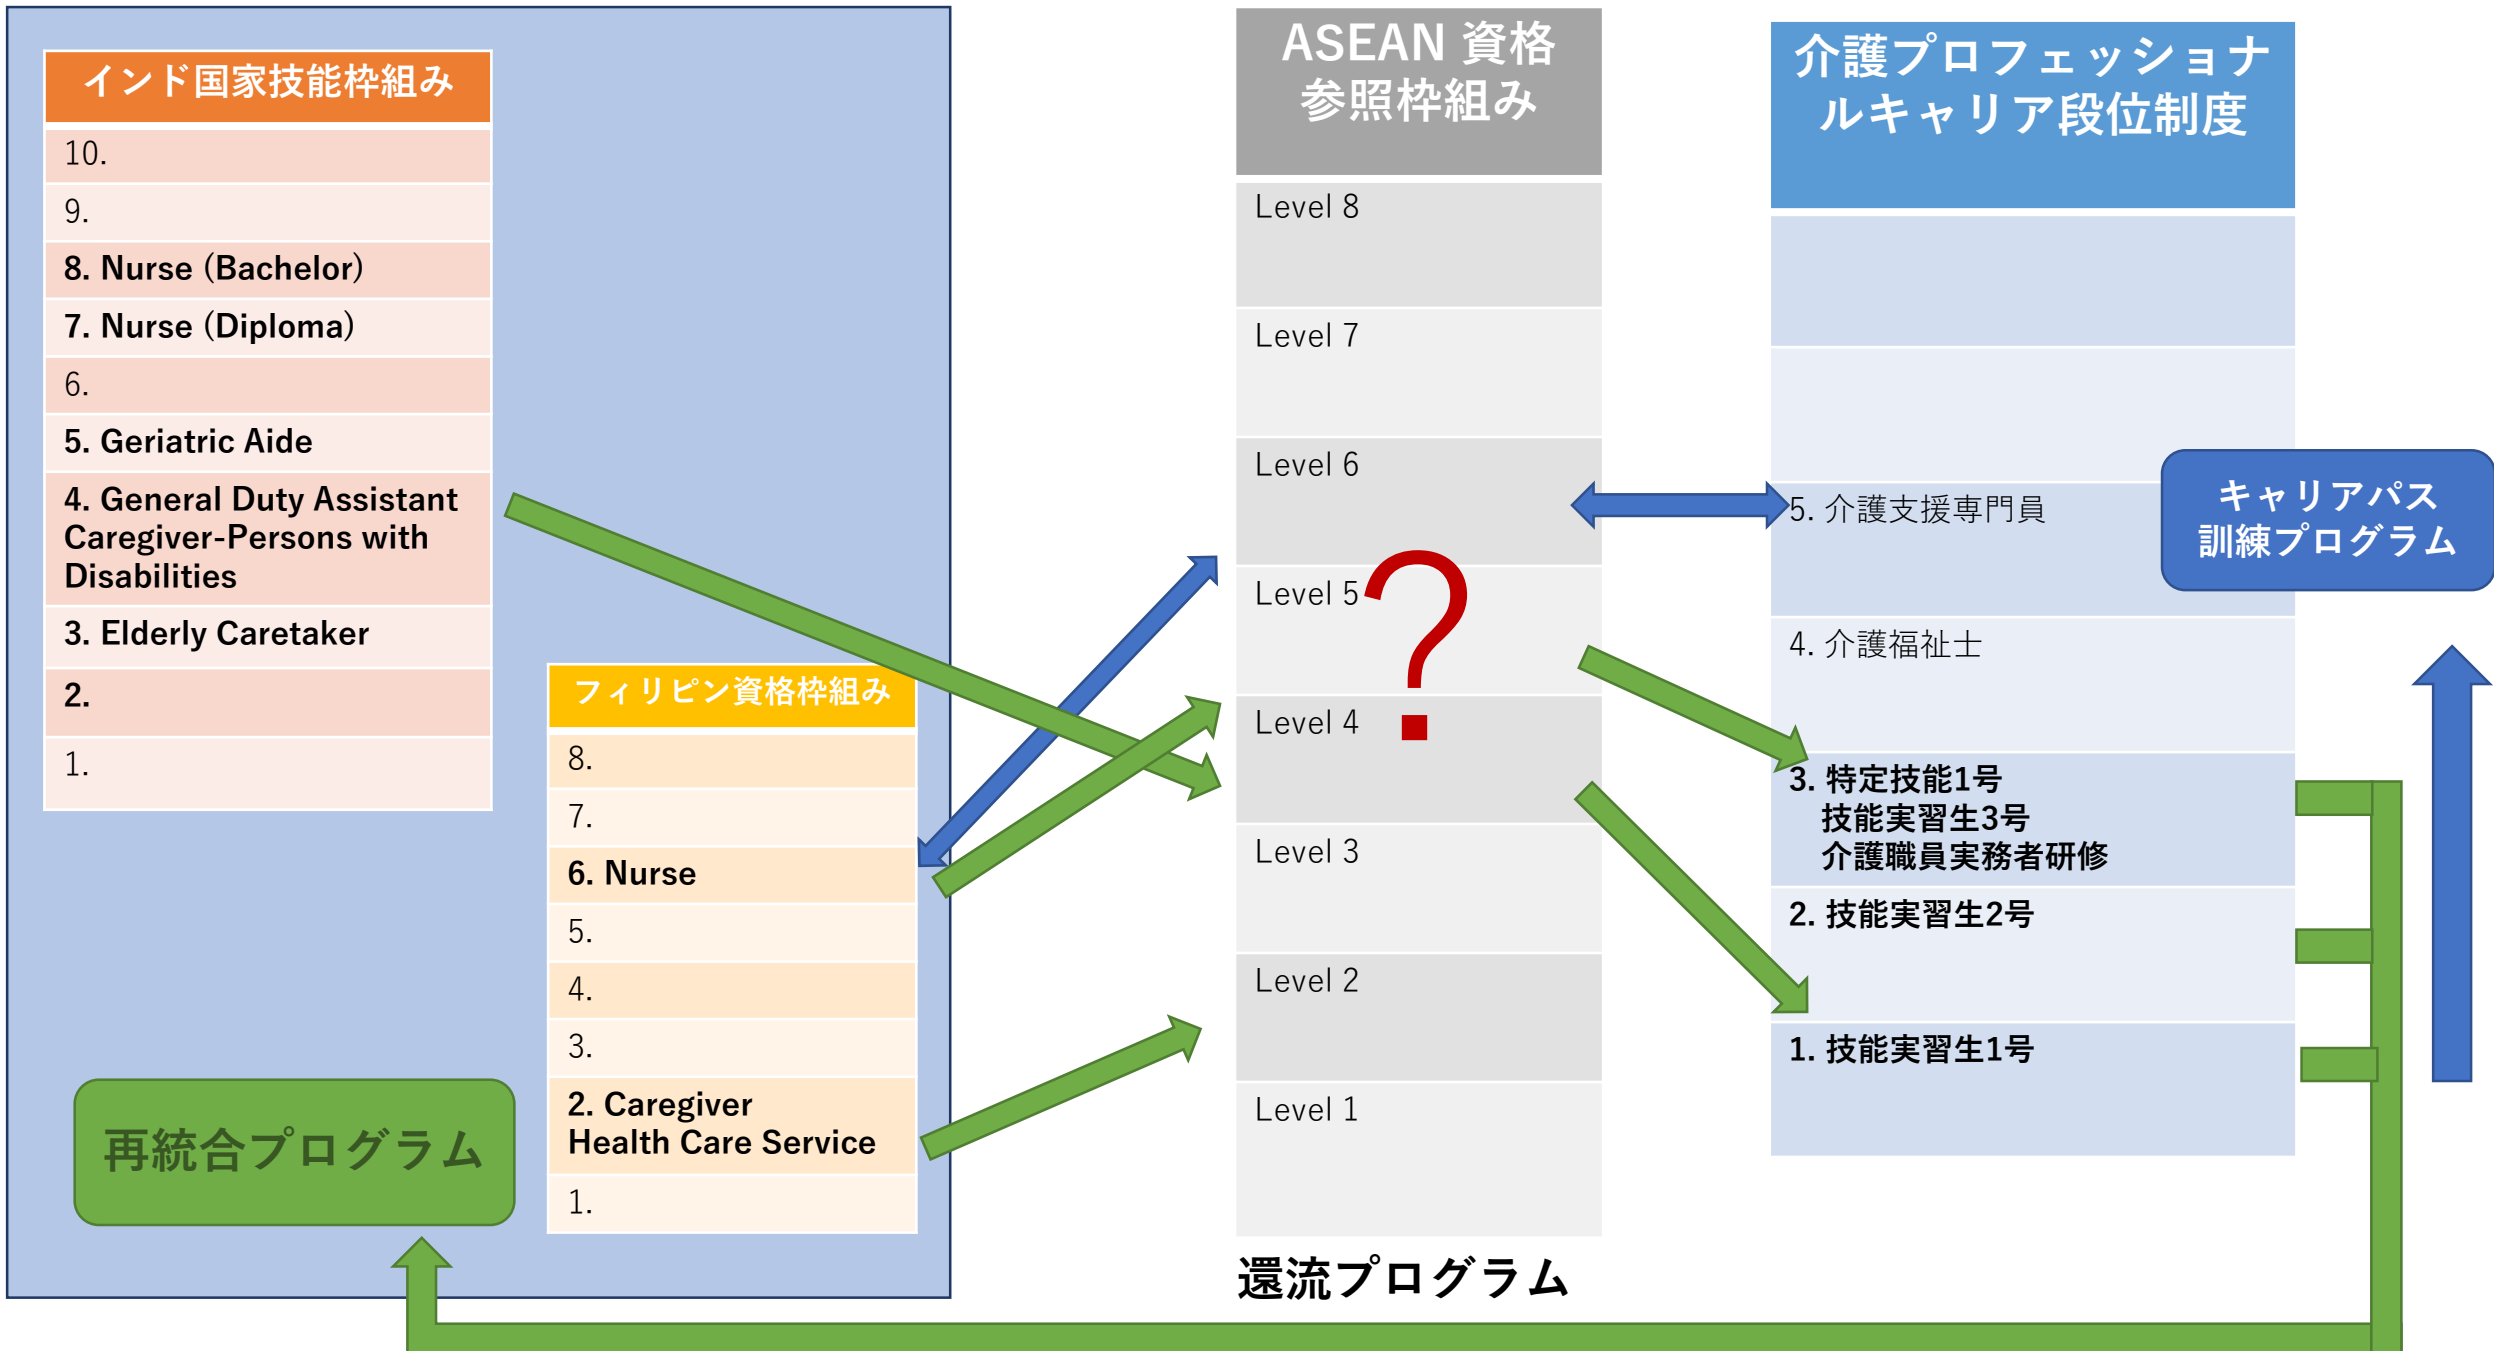 インド国家技能枠組み
10.
9.
8. Nurse (Bachelor)
7. Nurse (Diploma)
6.
5. Geriatric Aide
4. General Duty Assistant
Caregiver-Persons with
Disabilities
3. Elderly Caretaker
2.
1.
フィリピン資格枠組み
8.
7.
6. Nurse
5.
4.
3.
2. Caregiver
Health Care Service
1.
再統合プログラム
ASEAN 資格
参照枠組み
Level 8
Level 7
Level 6
Level 5
Level 4
Level 3
Level 2
Level 1
?
還流プログラム
介護プロフェッショナ
ルキャリア段位制度
5. 介護支援専門員
4. 介護福祉士
3. 特定技能1号
技能実習生3号
介護職員実務者研修
2. 技能実習生2号
1. 技能実習生1号
キャリアパス
訓練プログラム